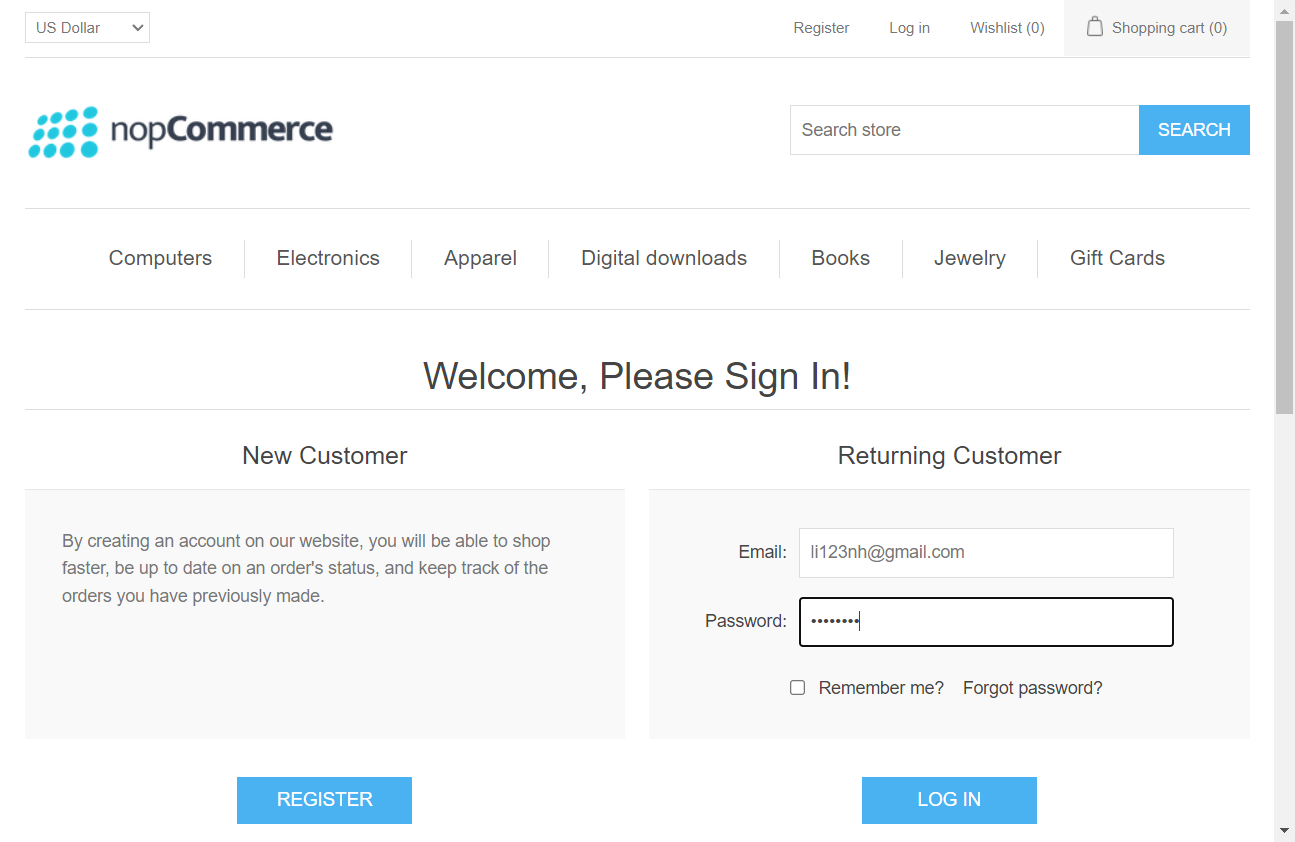 US Dollar
Register
Log in
Wishlist (0)
Shopping cart (0)
nopCommerce
Search store
SEARCH
Computers
Electronics
Apparel
Digital downloads
Books
Jewelry
Gift Cards
Welcome, Please Sign In!
New Customer
By creating an account on our website, you will be able to shop
faster, be up to date on an order's status, and keep track of the
orders you have previously made.
REGISTER
Returning Customer
Email:
li123nh@gmail.com
Password:
••••••••
Remember me?
Forgot password?
LOG IN